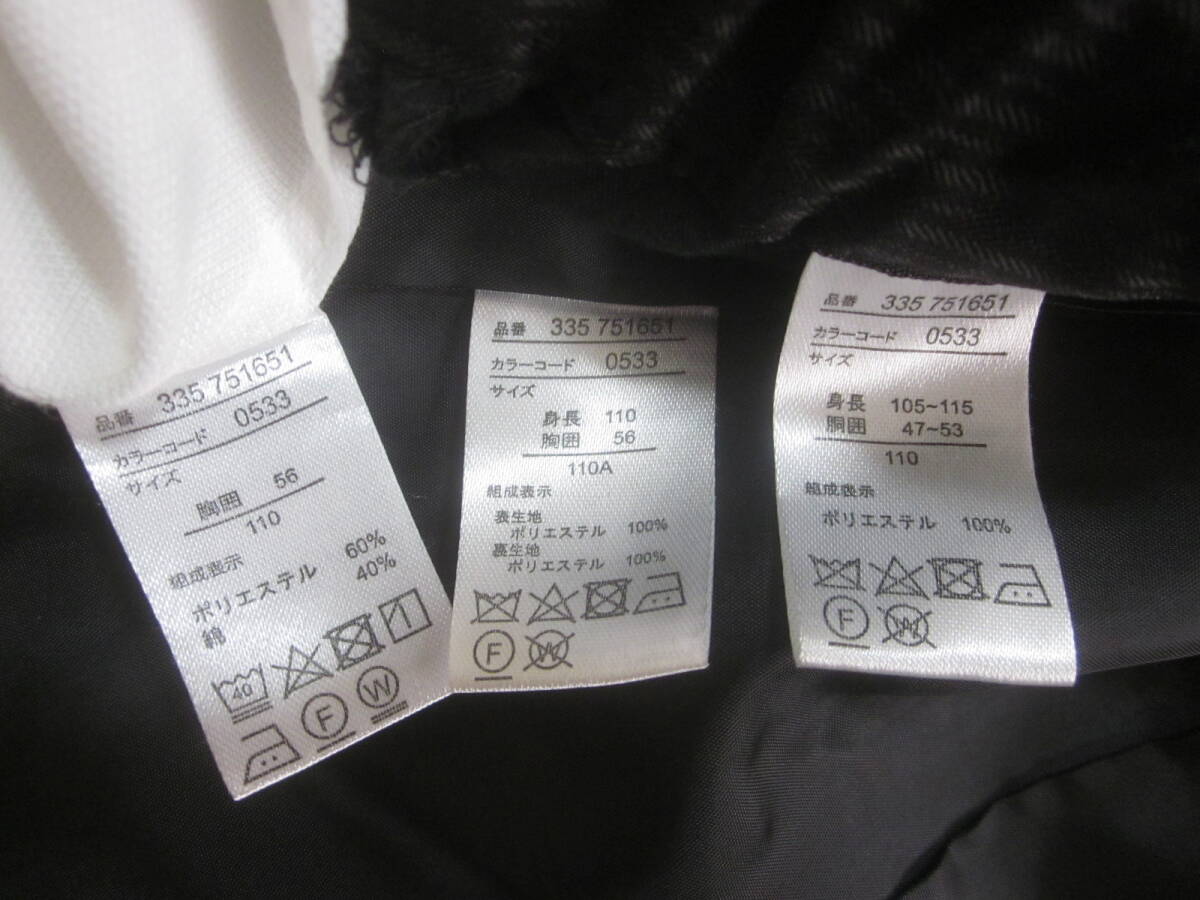 品番 335 751651
カラーコード 0533
サイズ
胸囲 56
110
組成表示
ポリエステル 60%
綿 40%
40
F W
品番 335 751651
カラーコード 0533
サイズ
身長 110
胸囲 56
110A
組成表示
表生地
ポリエステル 100%
裏生地
ポリエステル 100%
F W
品番 335 751651
カラーコード 0533
サイズ
身長 105~115
胴囲 47~53
110
組成表示
ポリエステル 100%
F W